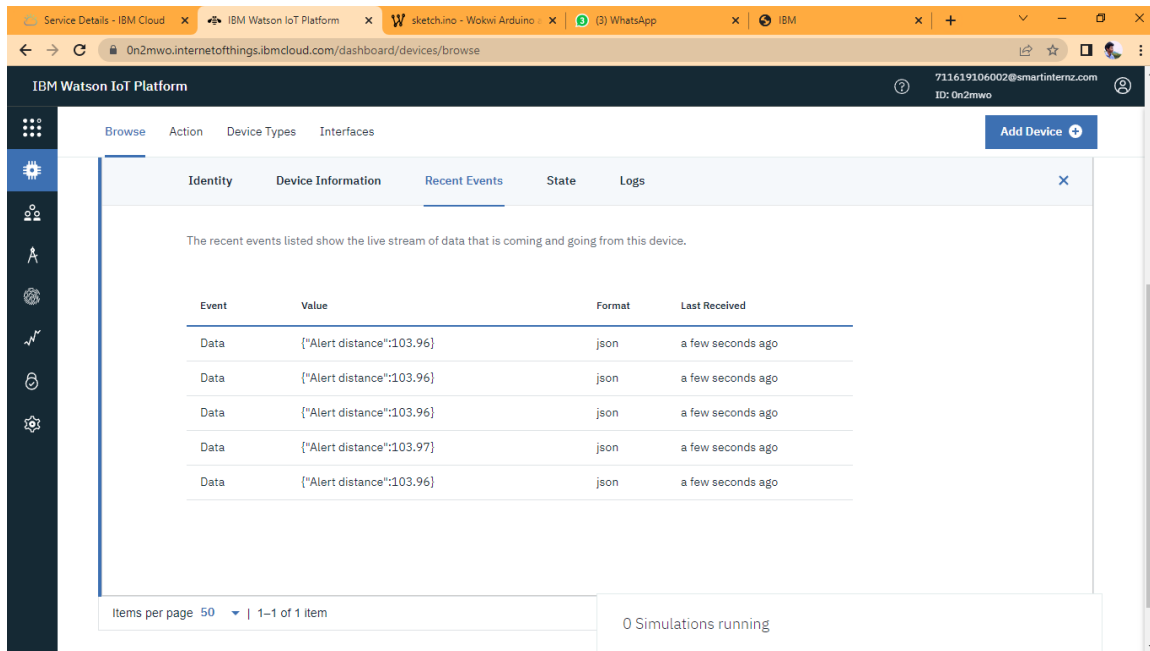 Service Details - IBM Cloud
IBM Watson IoT Platform
sketch.ino - Wokwi Arduino
3 (3) WhatsApp
IBM
0n2mwo.internetofthings.ibmcloud.com/dashboard/devices/browse
IBM Watson IoT Platform
711619106002@smartinternz.com
ID: 0n2mwo
Browse Action Device Types Interfaces
Add Device
Identity Device Information Recent Events State Logs
The recent events listed show the live stream of data that is coming and going from this device.
Event Value Format Last Received
Data {"Alert distance":103.96} json a few seconds ago
Data {"Alert distance":103.96} json a few seconds ago
Data {"Alert distance":103.96} json a few seconds ago
Data {"Alert distance":103.97} json a few seconds ago
Data {"Alert distance":103.96} json a few seconds ago
Items per page 50 | 1–1 of 1 item
0 Simulations running